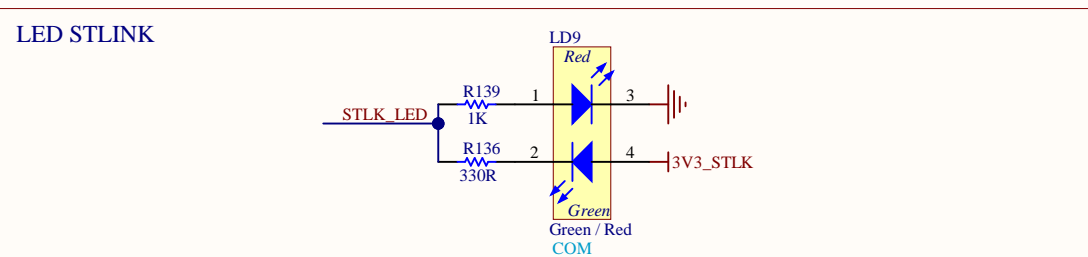 LED STLINK
LD9
Red
R139
1
3
1K
STLK_LED
R136
2
4
330R
3V3_STLK
Green
Green / Red
COM